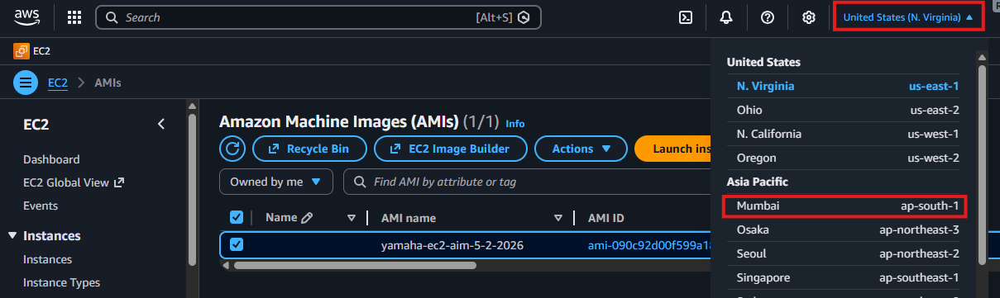 aws
Search [Alt+S]
United States (N. Virginia)
EC2
EC2 > AMIs
EC2
Dashboard
EC2 Global View
Events
Instances
Instances
Instance Types
Amazon Machine Images (AMIs) (1/1) Info
Recycle Bin
EC2 Image Builder
Actions
Launch ins
Owned by me
Find AMI by attribute or tag
Name
AMI name
AMI ID
yamaha-ec2-aim-5-2-2026
ami-090c92d00f599a18
United States
N. Virginia us-east-1
Ohio us-east-2
N. California us-west-1
Oregon us-west-2
Asia Pacific
Mumbai ap-south-1
Osaka ap-northeast-3
Seoul ap-northeast-2
Singapore ap-southeast-1